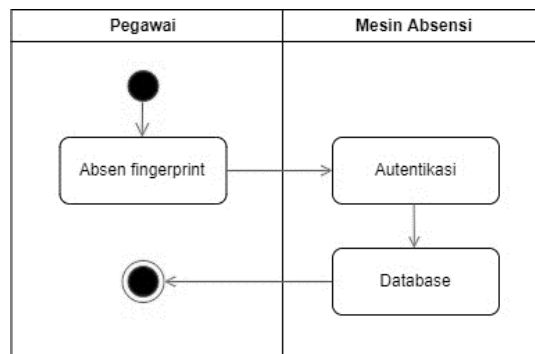 Pegawai
Mesin Absensi
Absen fingerprint
Autentikasi
Database